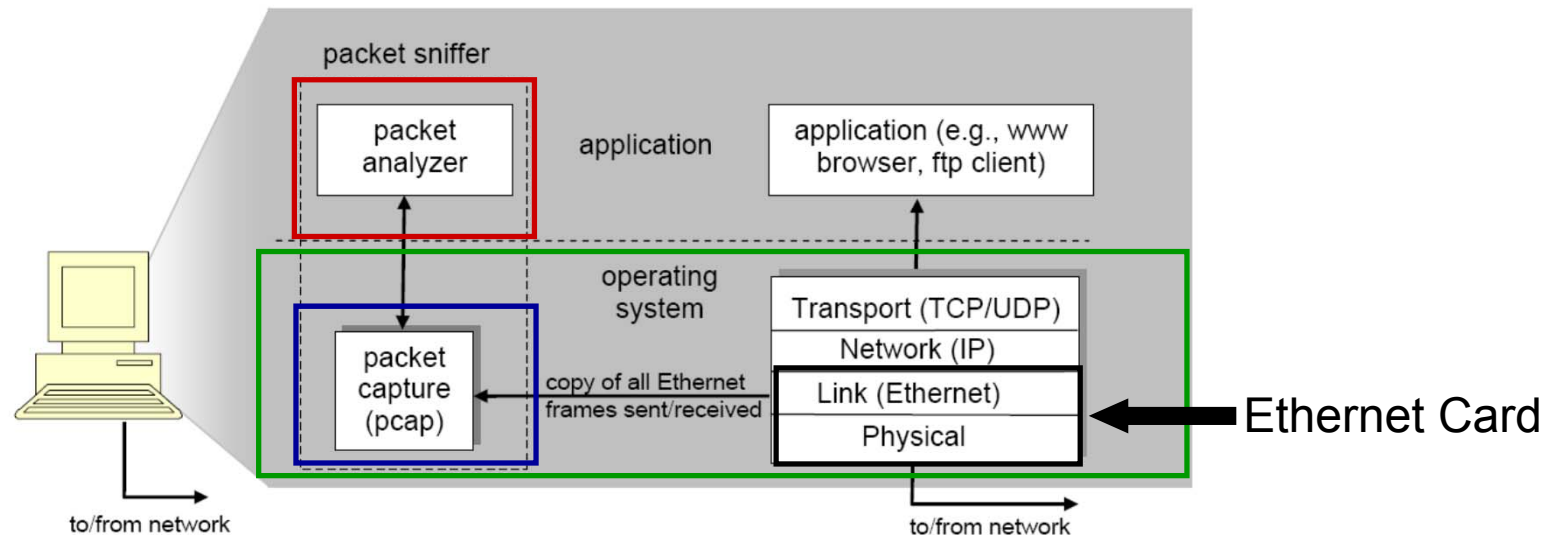 packet sniffer
packet
analyzer
application
application (e.g., www
browser, ftp client)
operating
system
packet
capture
(pcap)
copy of all Ethernet
frames sent/received
Transport (TCP/UDP)
Network (IP)
Link (Ethernet)
Physical
Ethernet Card
to/from network
to/from network